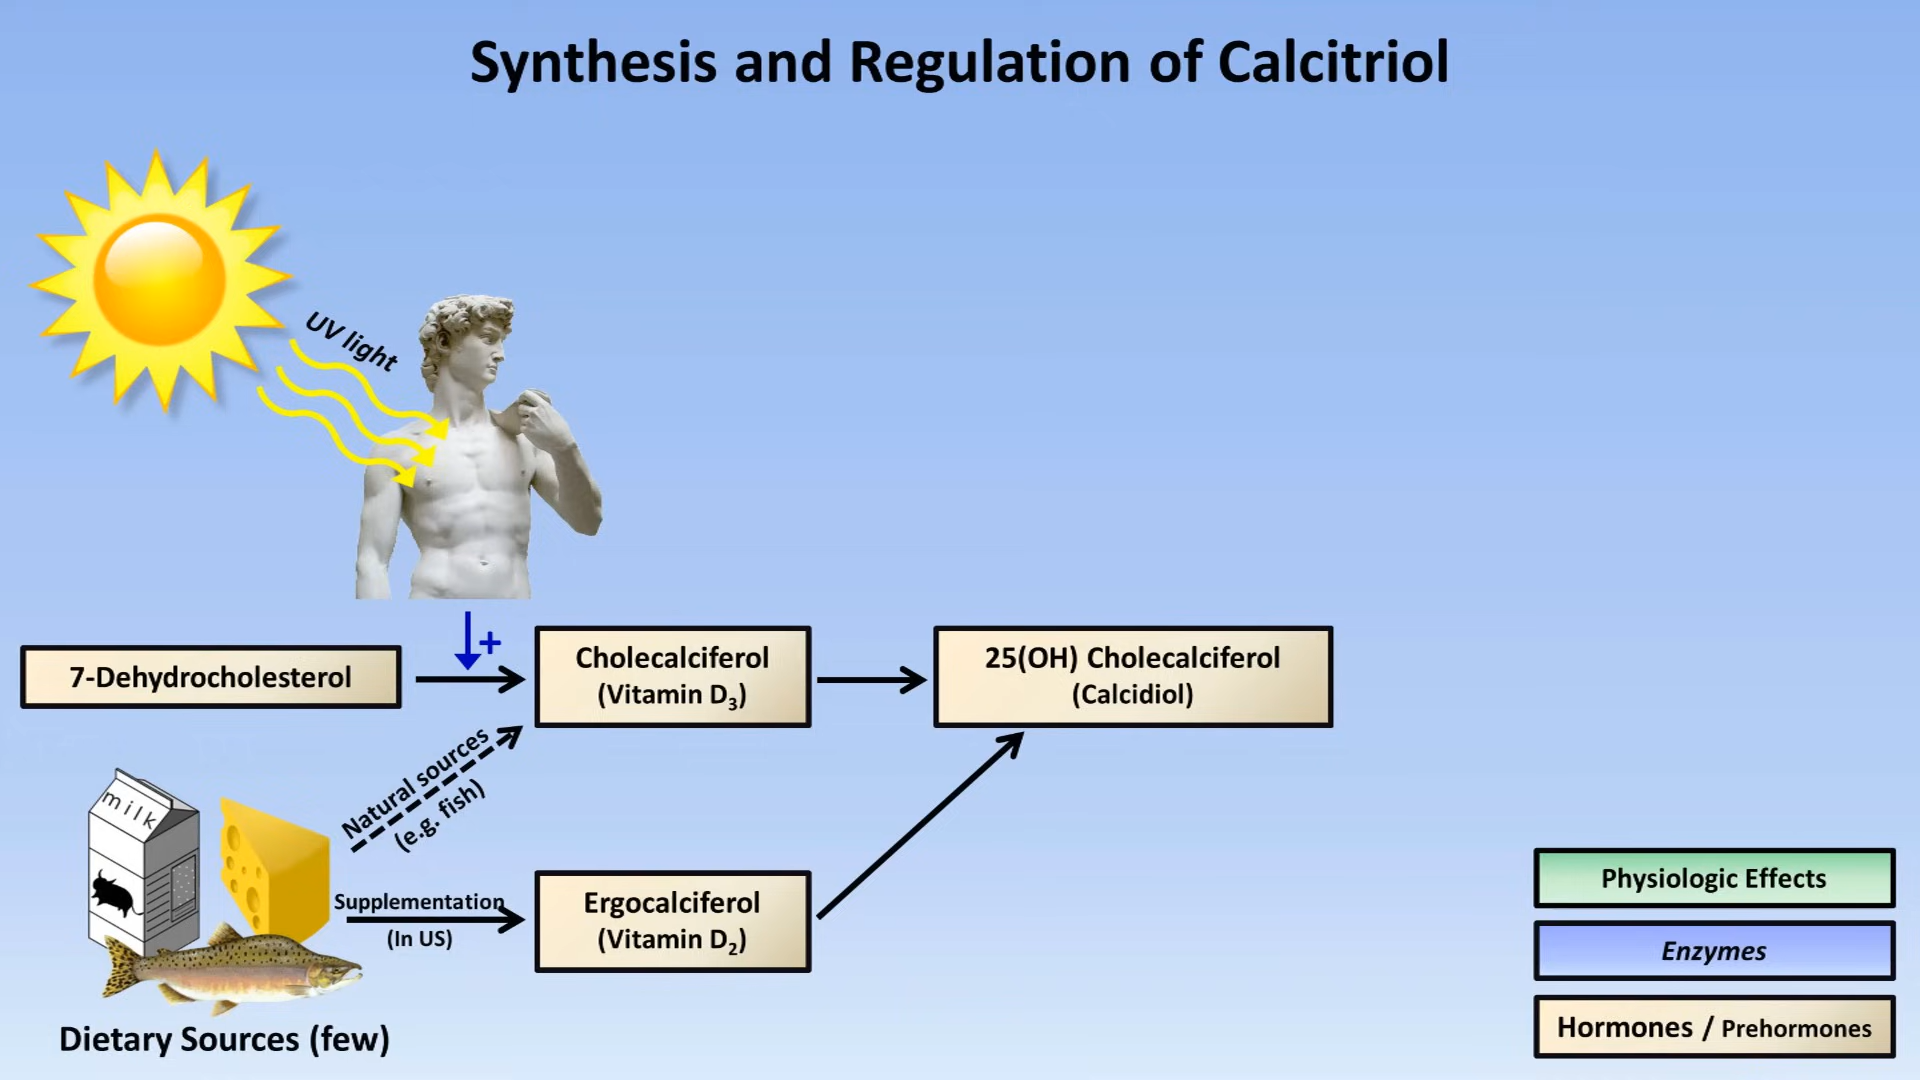 Synthesis and Regulation of Calcitriol
UV light
+
7-Dehydrocholesterol
Cholecalciferol
(Vitamin D₃)
25(OH) Cholecalciferol
(Calcidiol)
Natural sources
(e.g. fish)
milk
Supplementation
(In US)
Ergocalciferol
(Vitamin D₂)
Dietary Sources (few)
Physiologic Effects
Enzymes
Hormones / Prehormones